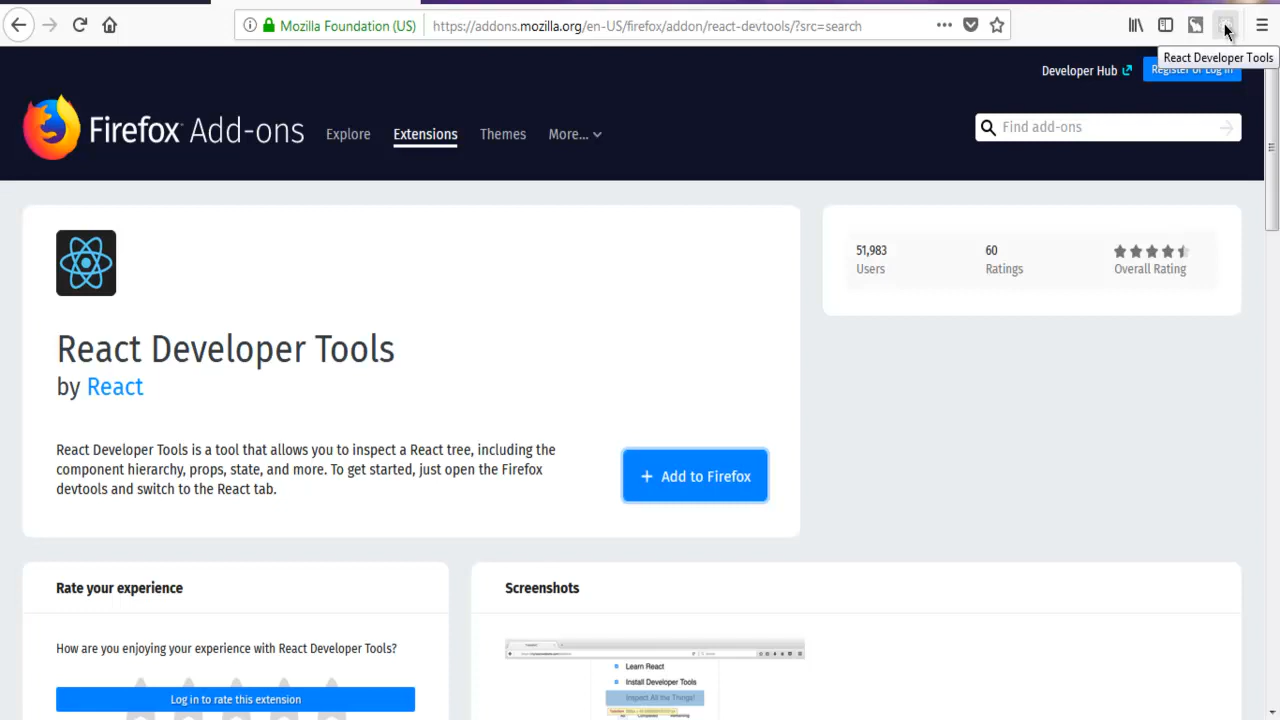 Mozilla Foundation (US)
https://addons.mozilla.org/en-US/firefox/addon/react-devtools/?src=search
React Developer Tools
Developer Hub
Register or Log in
Firefox Add-ons
Explore
Extensions
Themes
More...
Find add-ons
51,983
Users
60
Ratings
Overall Rating
React Developer Tools
by React
React Developer Tools is a tool that allows you to inspect a React tree, including the
component hierarchy, props, state, and more. To get started, just open the Firefox
devtools and switch to the React tab.
+ Add to Firefox
Rate your experience
How are you enjoying your experience with React Developer Tools?
Log in to rate this extension
Screenshots
Learn React
Install Developer Tools
Inspect All the Things!